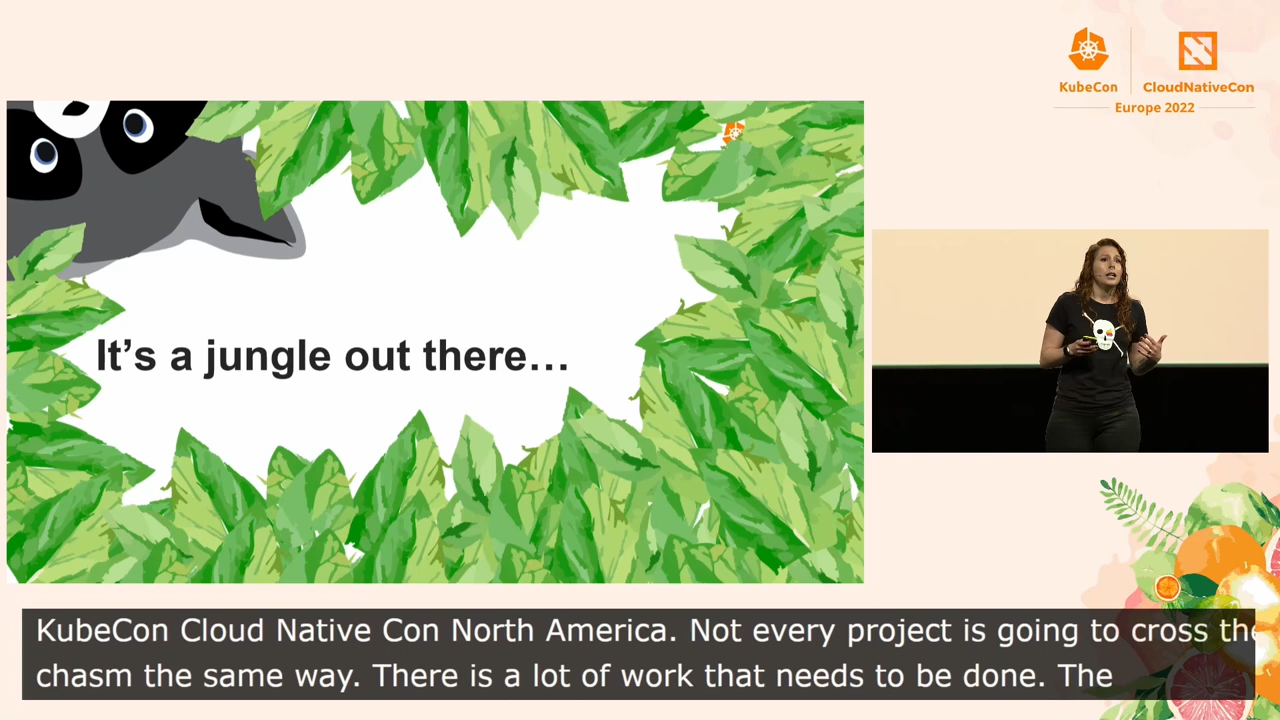 KubeCon
CloudNativeCon
Europe 2022
It’s a jungle out there…
KubeCon Cloud Native Con North America. Not every project is going to cross the
chasm the same way. There is a lot of work that needs to be done. The